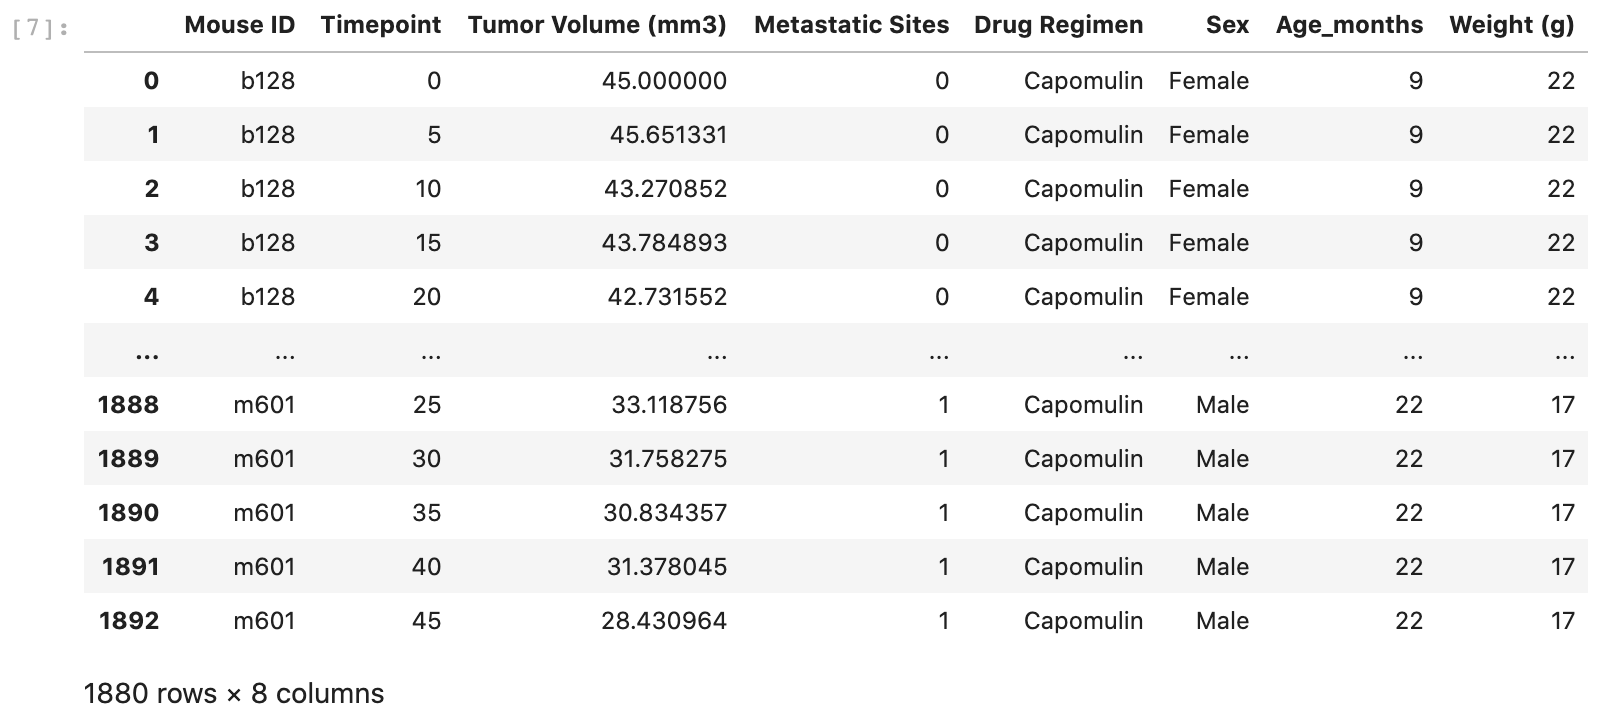 [7]:
Mouse ID Timepoint Tumor Volume (mm3) Metastatic Sites Drug Regimen Sex Age_months Weight (g)
0 b128 0 45.000000 0 Capomulin Female 9 22
1 b128 5 45.651331 0 Capomulin Female 9 22
2 b128 10 43.270852 0 Capomulin Female 9 22
3 b128 15 43.784893 0 Capomulin Female 9 22
4 b128 20 42.731552 0 Capomulin Female 9 22
... ... ... ... ... ... ... ... ...
1888 m601 25 33.118756 1 Capomulin Male 22 17
1889 m601 30 31.758275 1 Capomulin Male 22 17
1890 m601 35 30.834357 1 Capomulin Male 22 17
1891 m601 40 31.378045 1 Capomulin Male 22 17
1892 m601 45 28.430964 1 Capomulin Male 22 17
1880 rows × 8 columns